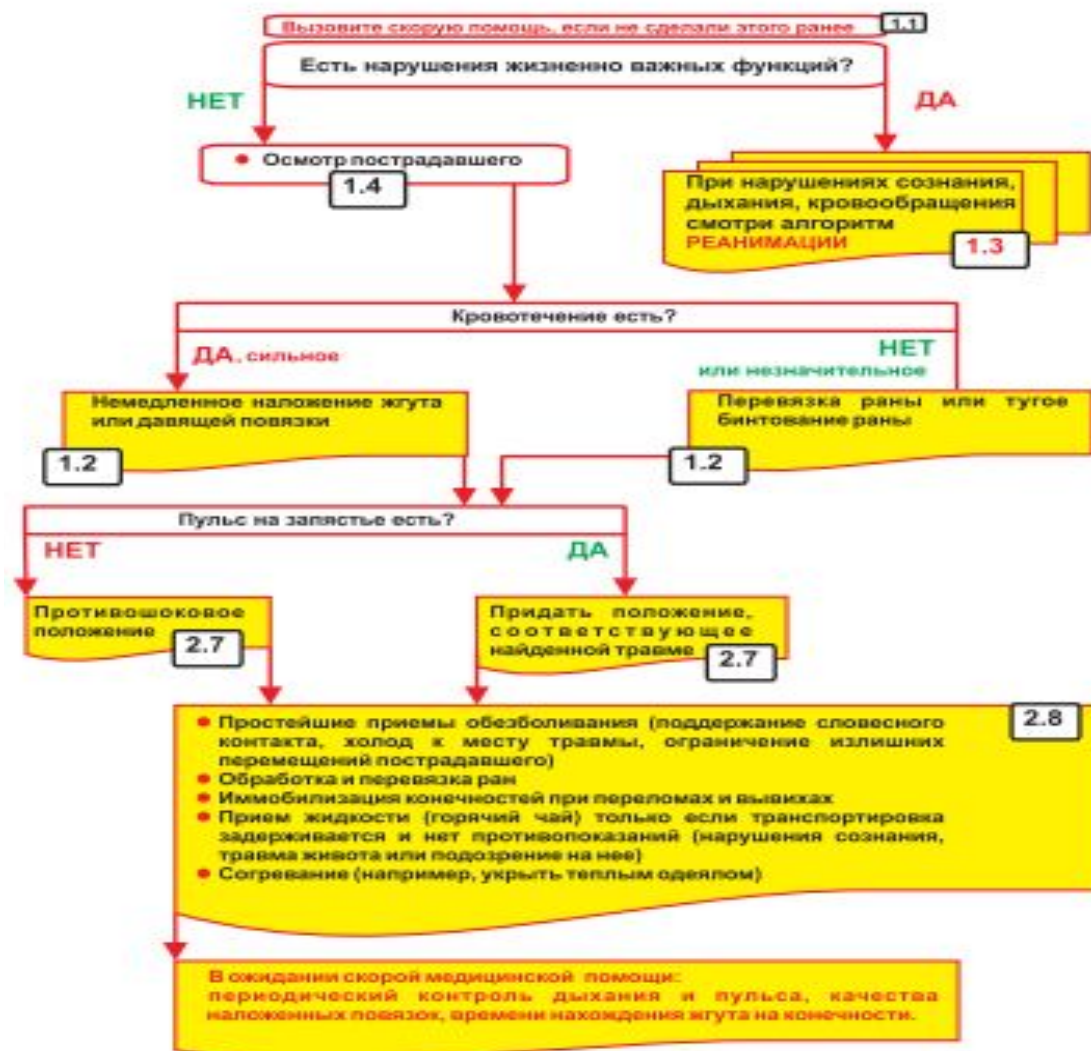 Вызовите скорую помощь, если не сделали этого ранее
1.1
Есть нарушения жизненно важных функций?
НЕТ
ДА
• Осмотр пострадавшего
1.4
При нарушениях сознания,
дыхания, кровообращения
смотри алгоритм
РЕАНИМАЦИИ
1.3
Кровотечение есть?
ДА, сильное
НЕТ
или незначительное
Немедленное наложение жгута
или давящей повязки
1.2
Перевязка раны или тугое
бинтование раны
1.2
Пульс на запястье есть?
НЕТ
ДА
Противошоковое
положение
2.7
Придать положение,
соответствующее
найденной травме
2.7
2.8
• Простейшие приемы обезболивания (поддержание словесного
контакта, холод к месту травмы, ограничение излишних
перемещений пострадавшего)
• Обработка и перевязка ран
• Иммобилизация конечностей при переломах и вывихах
• Прием жидкости (горячий чай) только если транспортировка
задерживается и нет противопоказаний (нарушения сознания,
травма живота или подозрение на нее)
• Согревание (например, укрыть теплым одеялом)
В ожидании скорой медицинской помощи:
периодический контроль дыхания и пульса, качества
наложенных повязок, времени нахождения жгута на конечности.